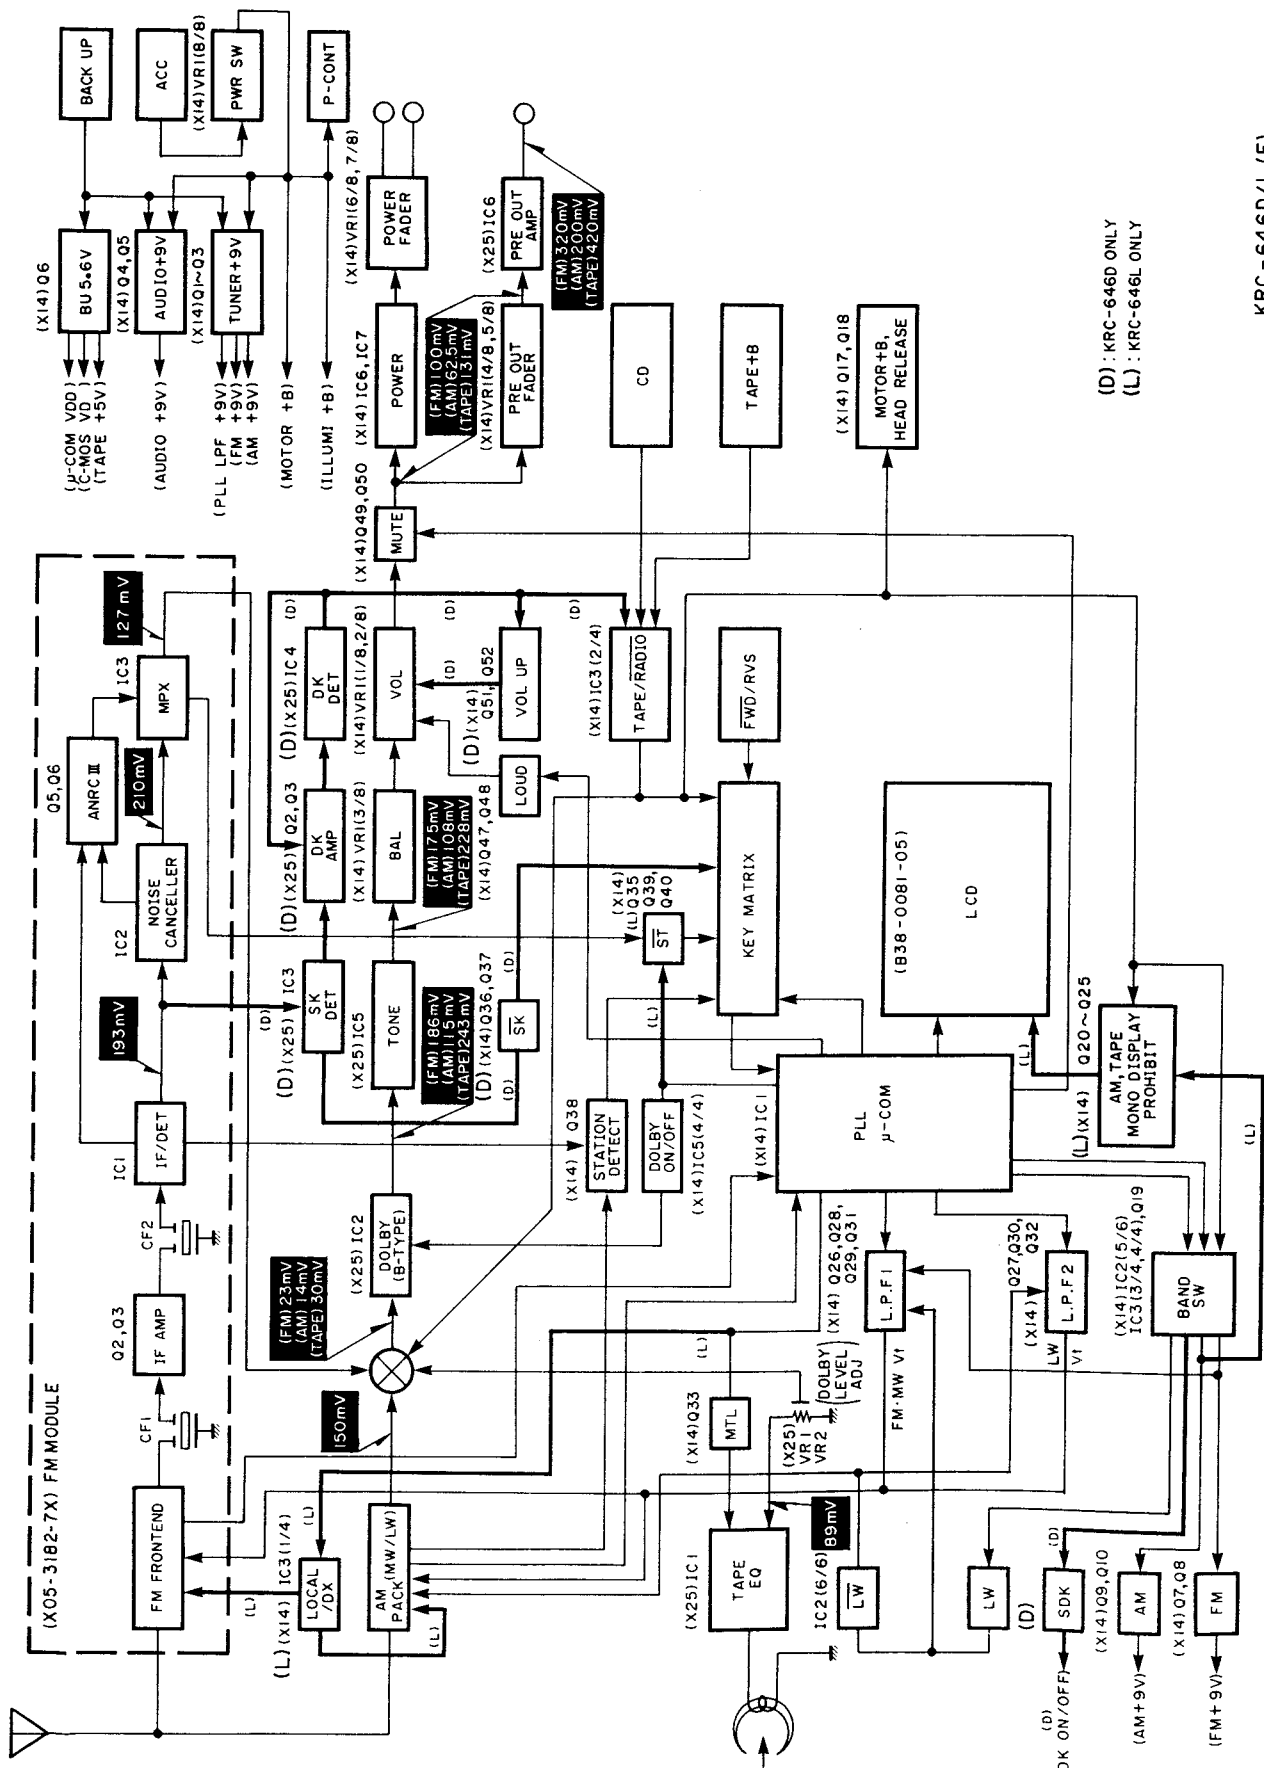 (X05-3182-7X) FM MODULE
FM FRONTEND
CF1
Q2,Q3
IF AMP
CF2
IC1
IF/DET
193mV
IC2
NOISE
CANCELLER
210mV
Q5,Q6
ANRC III
IC3
MPX
127mV
(L)(X14) IC3(1/4)
LOCAL
/DX
(L)
(L)
(L)
AM
PACK (MW/LW)
150mV
(FM) 23mV
(AM) 14mV
(TAPE) 30mV
(X25) IC2
DOLBY
(B-TYPE)
(FM)186mV
(AM)115mV
(TAPE)243mV
(X25)IC5
TONE
(D)
(D)(X25) IC3
SK
DET
(D)(X25) Q2,Q3
DK
AMP
(D)(X25)IC4
DK
DET
(D)
(X14) VR1(3/8)
BAL
(FM)175mV
(AM)108mV
(TAPE)228mV
(X14)VR1(1/8,2/8)
VOL
(X14)Q49,Q50
MUTE
(X14) IC6,IC7
POWER
(X14)VR1(6/8,7/8)
POWER
FADER
(FM)100mV
(AM)62.5mV
(TAPE)131mV
(X14)VR1(4/8,5/8)
PRE OUT
FADER
(X25)IC6
PRE OUT
AMP
(FM)320mV
(AM)200mV
(TAPE)420mV
(D)(X14)Q36,Q37
SK
(D)
(D)
(X14)Q47,Q48
LOUD
(D)(X14)
Q51,Q52
VOL UP
(D)
(D)
(D)
(X14)IC3(2/4)
TAPE/RADIO
CD
TAPE+B
(X14)Q17,Q18
MOTOR+B,
HEAD RELEASE
(X14) Q38
STATION
DETECT
DOLBY
ON/OFF
(X14)IC5(4/4)
(L)
(X14)
(L)Q35
Q39,
Q40
ST
KEY MATRIX
FWD/RVS
(X14)IC1
PLL
μ-COM
(B38-0081-05)
LCD
(L)
(L)(X14)
Q20~Q25
AM,TAPE
MONO DISPLAY
PROHIBIT
(L)
(X25)IC1
TAPE
EQ
89mV
(X14)Q33
MTL
(L)
(X25)
VR1
VR2
(DOLBY
LEVEL
ADJ)
(X14) Q26,Q28,
Q29,Q31
L.P.F1
FM·MW Vt
(X14)
Q27,Q30,
Q32
L.P.F2
LW
Vt
(X14)IC2(5/6)
IC3(3/4,4/4),Q19
BAND
SW
IC2(6/6)
LW
LW
(D)
SDK
(D)
(D)
DK ON/OFF)
(X14)Q9,Q10
AM
(AM+9V)
(X14)Q7,Q8
FM
(FM+9V)
(μ-COM VDD)
(C-MOS VD)
(TAPE +5V)
(X14)Q6
BU5.6V
BACK UP
(AUDIO +9V)
(X14)Q4,Q5
AUDIO+9V
ACC
(PLL LPF +9V)
(FM +9V)
(AM +9V)
(X14)Q1~Q3
TUNER+9V
(X14)VR1(8/8)
PWR SW
(MOTOR +B)
(ILLUMI +B)
P-CONT
(D): KRC-646D ONLY
(L): KRC-646L ONLY
KRC-646D/L(E)